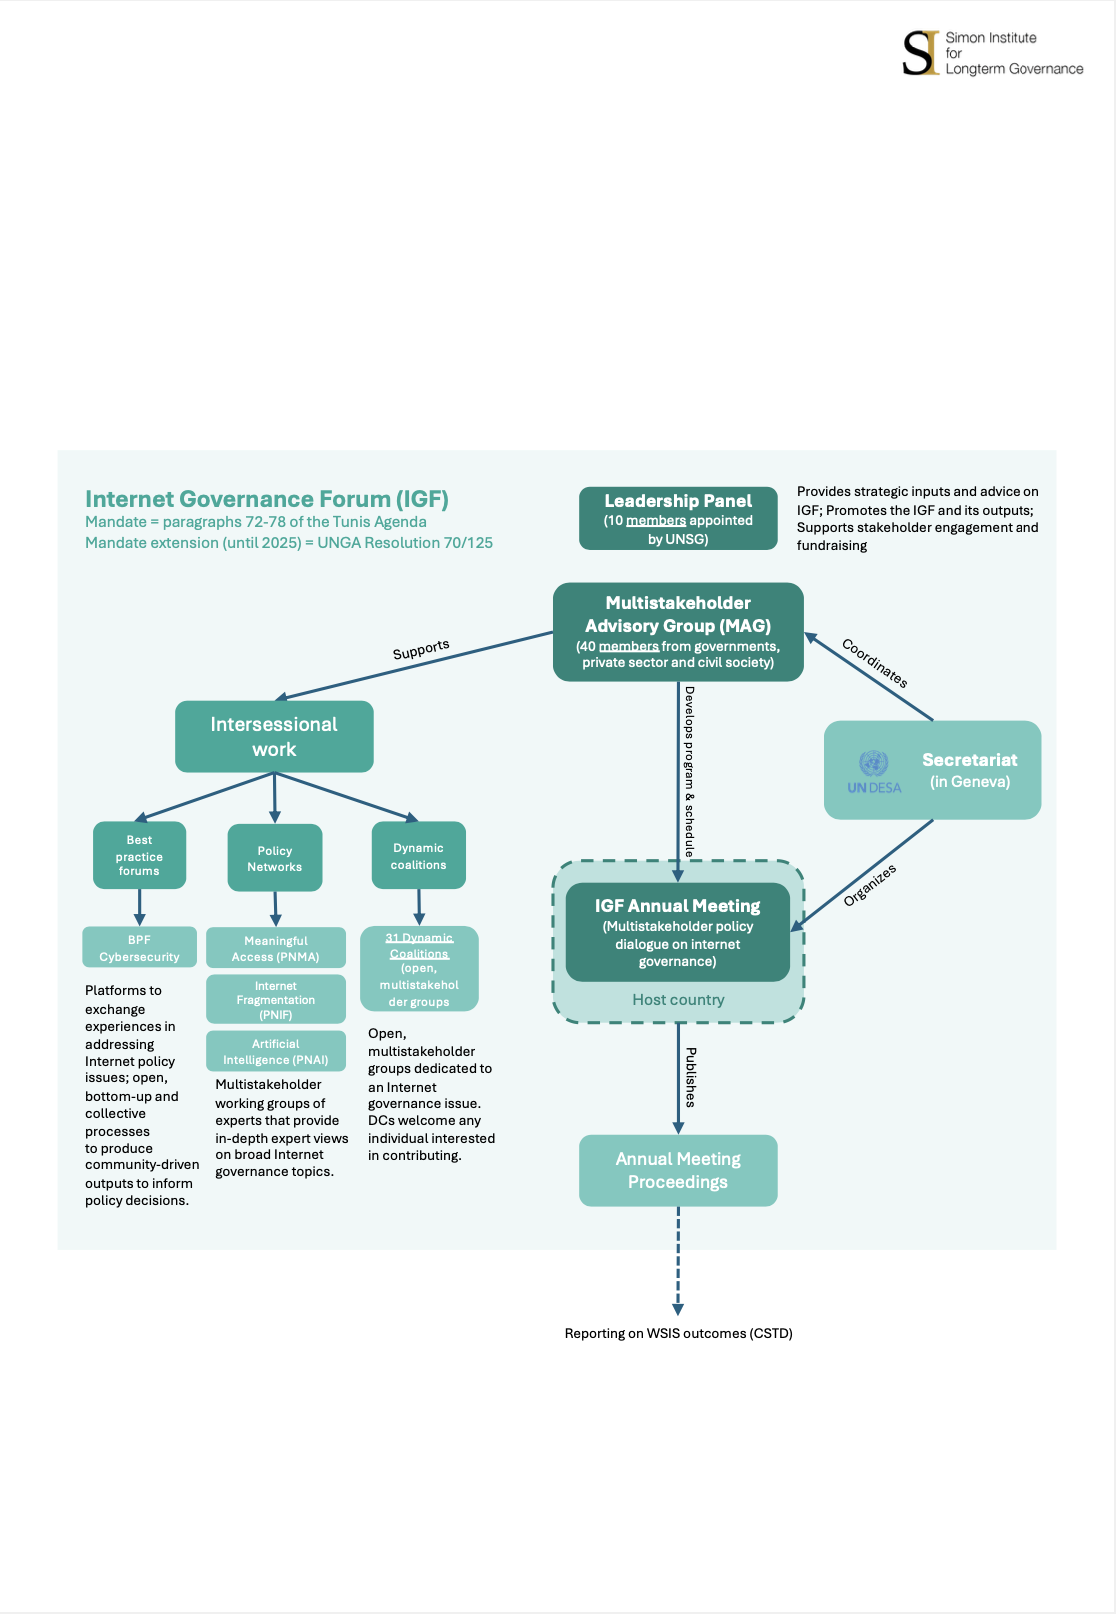 Simon Institute
for
Longterm Governance
SI
Internet Governance Forum (IGF)
Mandate = paragraphs 72-78 of the Tunis Agenda
Mandate extension (until 2025) = UNGA Resolution 70/125
Leadership Panel
(10 members appointed
by UNSG)
Provides strategic inputs and advice on
IGF; Promotes the IGF and its outputs;
Supports stakeholder engagement and
fundraising
Multistakeholder
Advisory Group (MAG)
(40 members from governments,
private sector and civil society)
Supports
Coordinates
Develops program & schedule
Intersessional
work
UN DESA
Secretariat
(in Geneva)
Organizes
Best
practice
forums
Policy
Networks
Dynamic
coalitions
BPF
Cybersecurity
Platforms to
exchange
experiences in
addressing
Internet policy
issues; open,
bottom-up and
collective
processes
to produce
community-driven
outputs to inform
policy decisions.
Meaningful
Access (PNMA)
Internet
Fragmentation
(PNIF)
Artificial
Intelligence (PNAI)
Multistakeholder
working groups of
experts that provide
in-depth expert views
on broad Internet
governance topics.
31 Dynamic
Coalitions
(open,
multistakehol
der groups
Open,
multistakeholder
groups dedicated to
an Internet
governance issue.
DCs welcome any
individual interested
in contributing.
IGF Annual Meeting
(Multistakeholder policy
dialogue on internet
governance)
Host country
Publishes
Annual Meeting
Proceedings
Reporting on WSIS outcomes (CSTD)